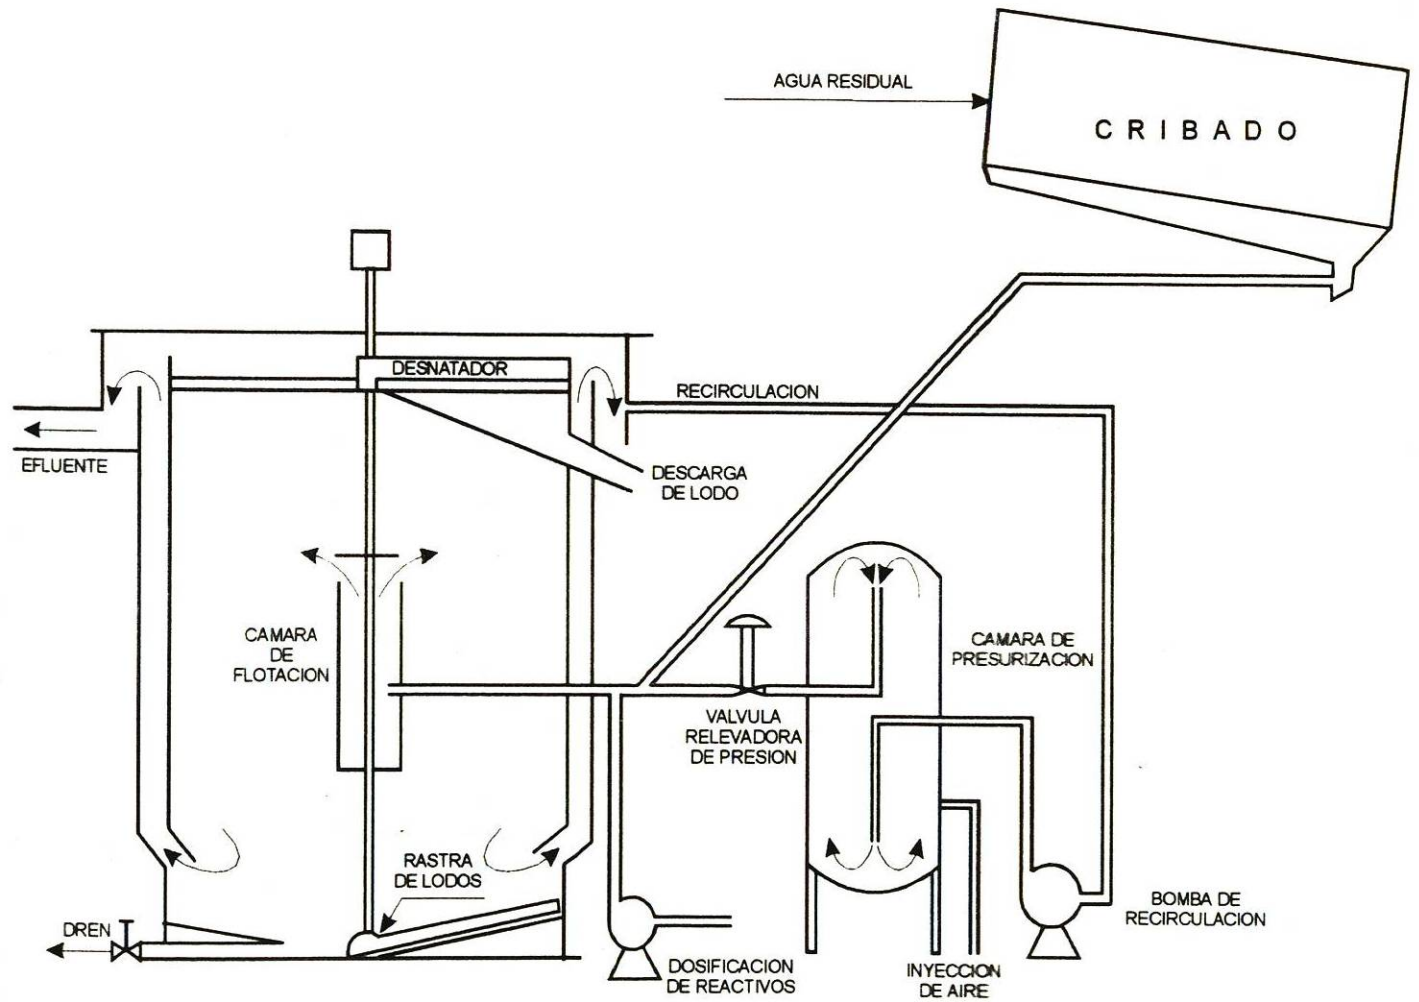 AGUA RESIDUAL
CRIBADO
DESNATADOR
RECIRCULACION
EFLUENTE
DESCARGA
DE LODO
CAMARA
DE
FLOTACION
CAMARA DE
PRESURIZACION
VALVULA
RELEVADORA
DE PRESION
RASTRA
DE LODOS
DREN
BOMBA DE
RECIRCULACION
DOSIFICACION
DE REACTIVOS
INYECCION
DE AIRE